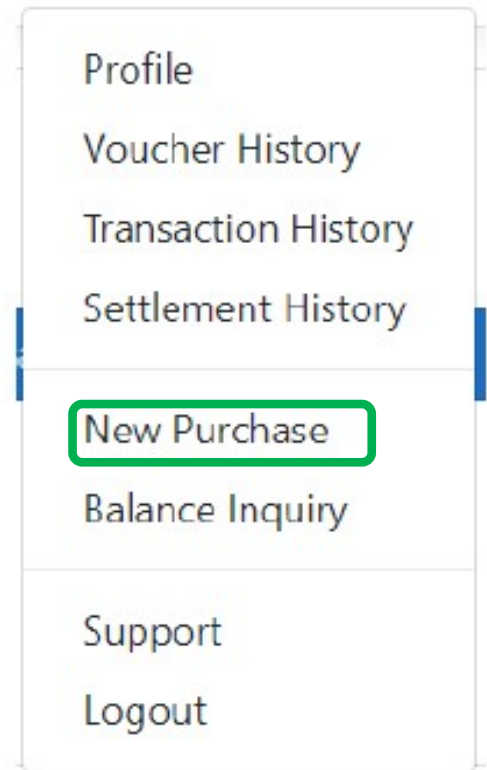 Profile
Voucher History
Transaction History
Settlement History
New Purchase
Balance Inquiry
Support
Logout